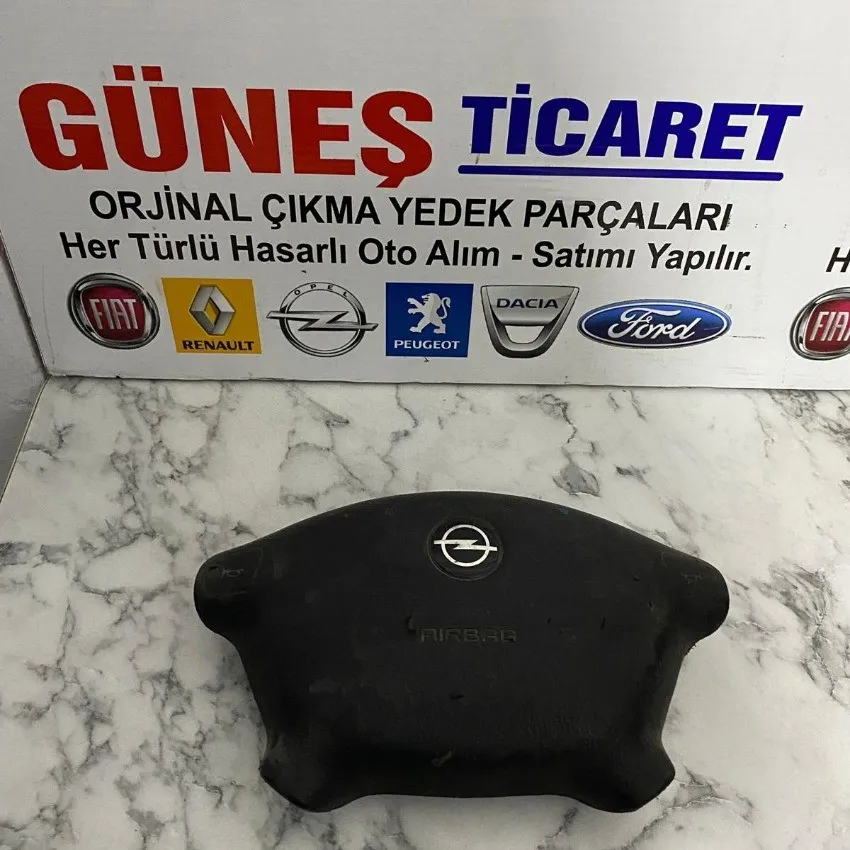 GÜNEŞ TİCARET
ORJİNAL ÇIKMA YEDEK PARÇALARI
Her Türlü Hasarlı Oto Alım - Satımı Yapılır.
H
FIAT
RENAULT
OPEL
PEUGEOT
DACIA
Ford
FIAT
AIRBAG